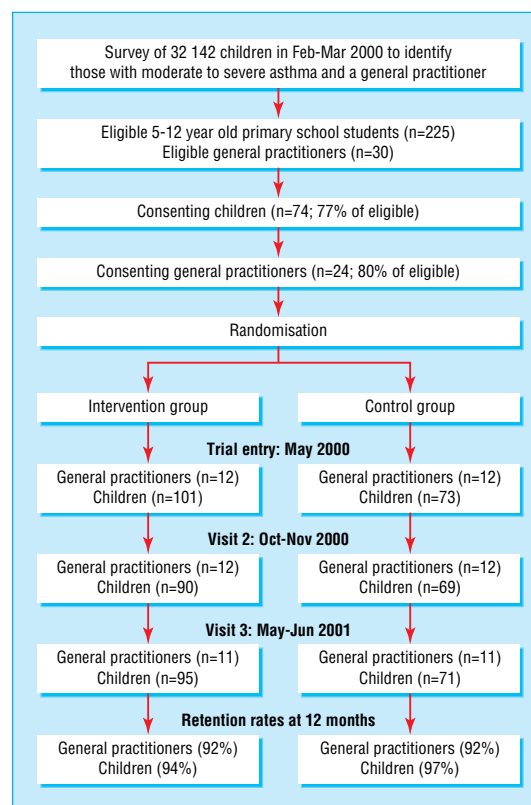 Survey of 32 142 children in Feb-Mar 2000 to identify
those with moderate to severe asthma and a general practitioner
Eligible 5-12 year old primary school students (n=225)
Eligible general practitioners (n=30)
Consenting children (n=74; 77% of eligible)
Consenting general practitioners (n=24; 80% of eligible)
Randomisation
Intervention group
Control group
Trial entry: May 2000
General practitioners (n=12)
Children (n=101)
General practitioners (n=12)
Children (n=73)
Visit 2: Oct-Nov 2000
General practitioners (n=12)
Children (n=90)
General practitioners (n=12)
Children (n=69)
Visit 3: May-Jun 2001
General practitioners (n=11)
Children (n=95)
General practitioners (n=11)
Children (n=71)
Retention rates at 12 months
General practitioners (92%)
Children (94%)
General practitioners (92%)
Children (97%)